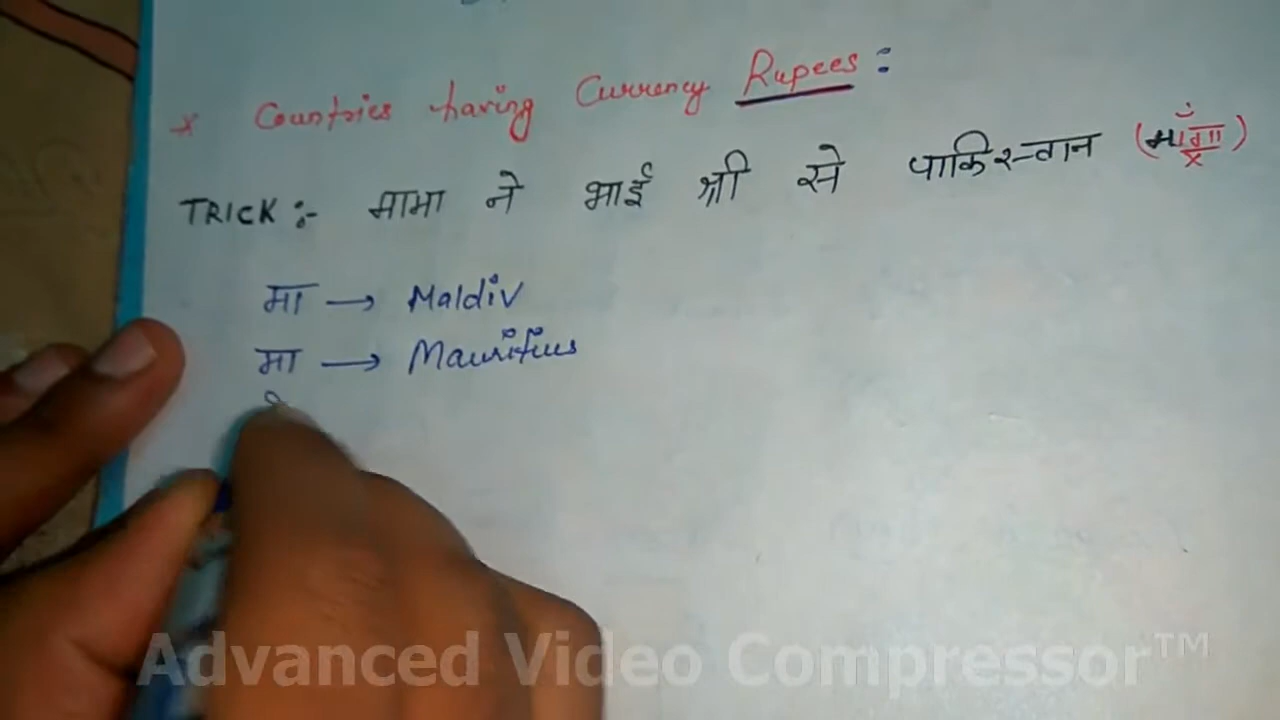 * Countries having Currency Rupees :
TRICK :- मामा ने भाई श्री से पाकिस्तान (माँगा)
मा → Maldiv
मा → Mauritius
Advanced Video Compressor™